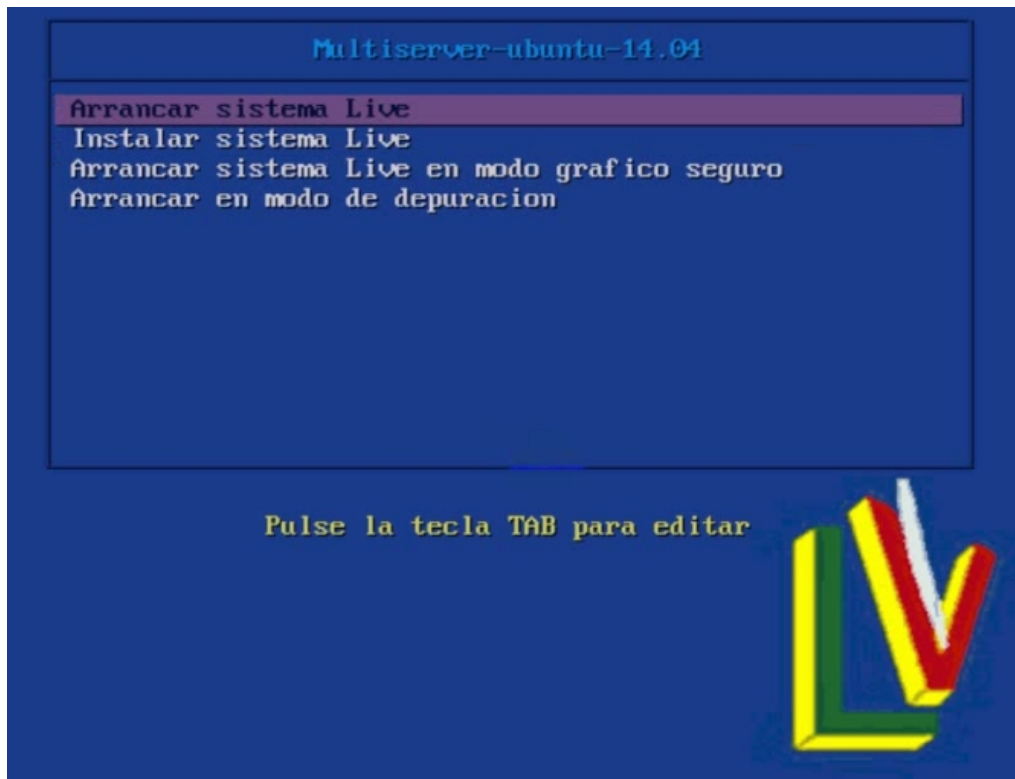 Multiserver-ubuntu-14.04
Arrancar sistema Live
Instalar sistema Live
Arrancar sistema Live en modo grafico seguro
Arrancar en modo de depuracion
Pulse la tecla TAB para editar
LV